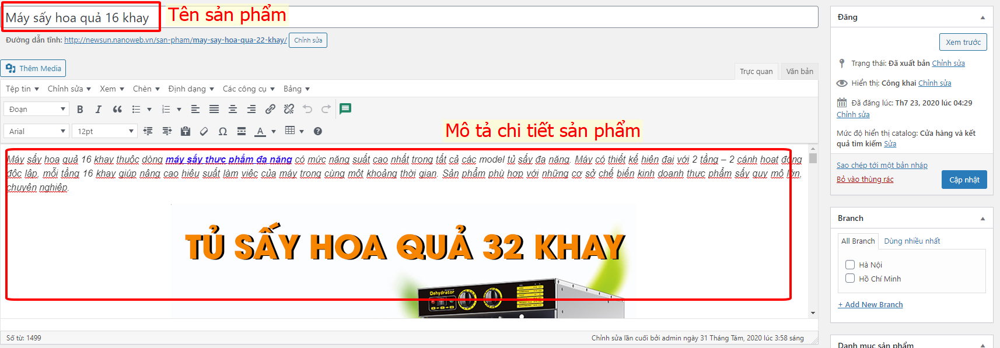 Máy sấy hoa quả 16 khay
Tên sản phẩm
Đường dẫn tĩnh: http://newsun.nanoweb.vn/san-pham/may-say-hoa-qua-22-khay/ Chỉnh sửa
Thêm Media
Trực quan Văn bản
Tệp tin Chỉnh sửa Xem Chèn Định dạng Các công cụ Bảng
Đoạn
Arial 12pt
Mô tả chi tiết sản phẩm
Máy sấy hoa quả 16 khay thuộc dòng máy sấy thực phẩm đa năng có mức năng suất cao nhất trong tất cả các model tủ sấy đa năng. Máy có thiết kế hiện đại với 2 tầng – 2 cánh hoạt động
độc lập, mỗi tầng 16 khay giúp nâng cao hiệu suất làm việc của máy trong cùng một khoảng thời gian. Sản phẩm phù hợp với những cơ sở chế biến kinh doanh thực phẩm sấy quy mô lớn,
chuyên nghiệp.
TỦ SẤY HOA QUẢ 32 KHAY
Dehydrator
Số từ: 1499
Chỉnh sửa lần cuối bởi admin ngày 31 Tháng Tám, 2020 lúc 3:58 sáng
Đăng
Xem trước
Trạng thái: Đã xuất bản Chỉnh sửa
Hiển thị: Công khai Chỉnh sửa
Đã đăng lúc: Th7 23, 2020 lúc 04:29
Chỉnh sửa
Mức độ hiển thị catalog: Cửa hàng và kết
quả tìm kiếm Sửa
Sao chép tới một bản nháp
Bỏ vào thùng rác
Cập nhật
Branch
All Branch Dùng nhiều nhất
Hà Nội
Hồ Chí Minh
+ Add New Branch
Danh mục sản phẩm